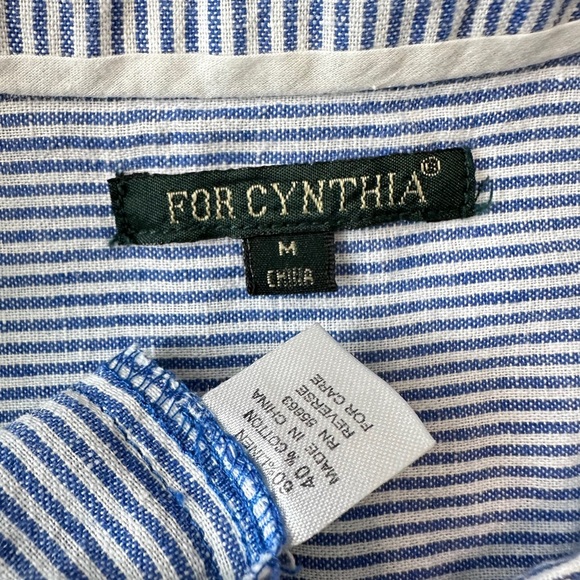 FOR CYNTHIA®
M
CHINA
60% LINEN
40% COTTON
MADE IN CHINA
RN 55663
REVERSE
FOR CARE